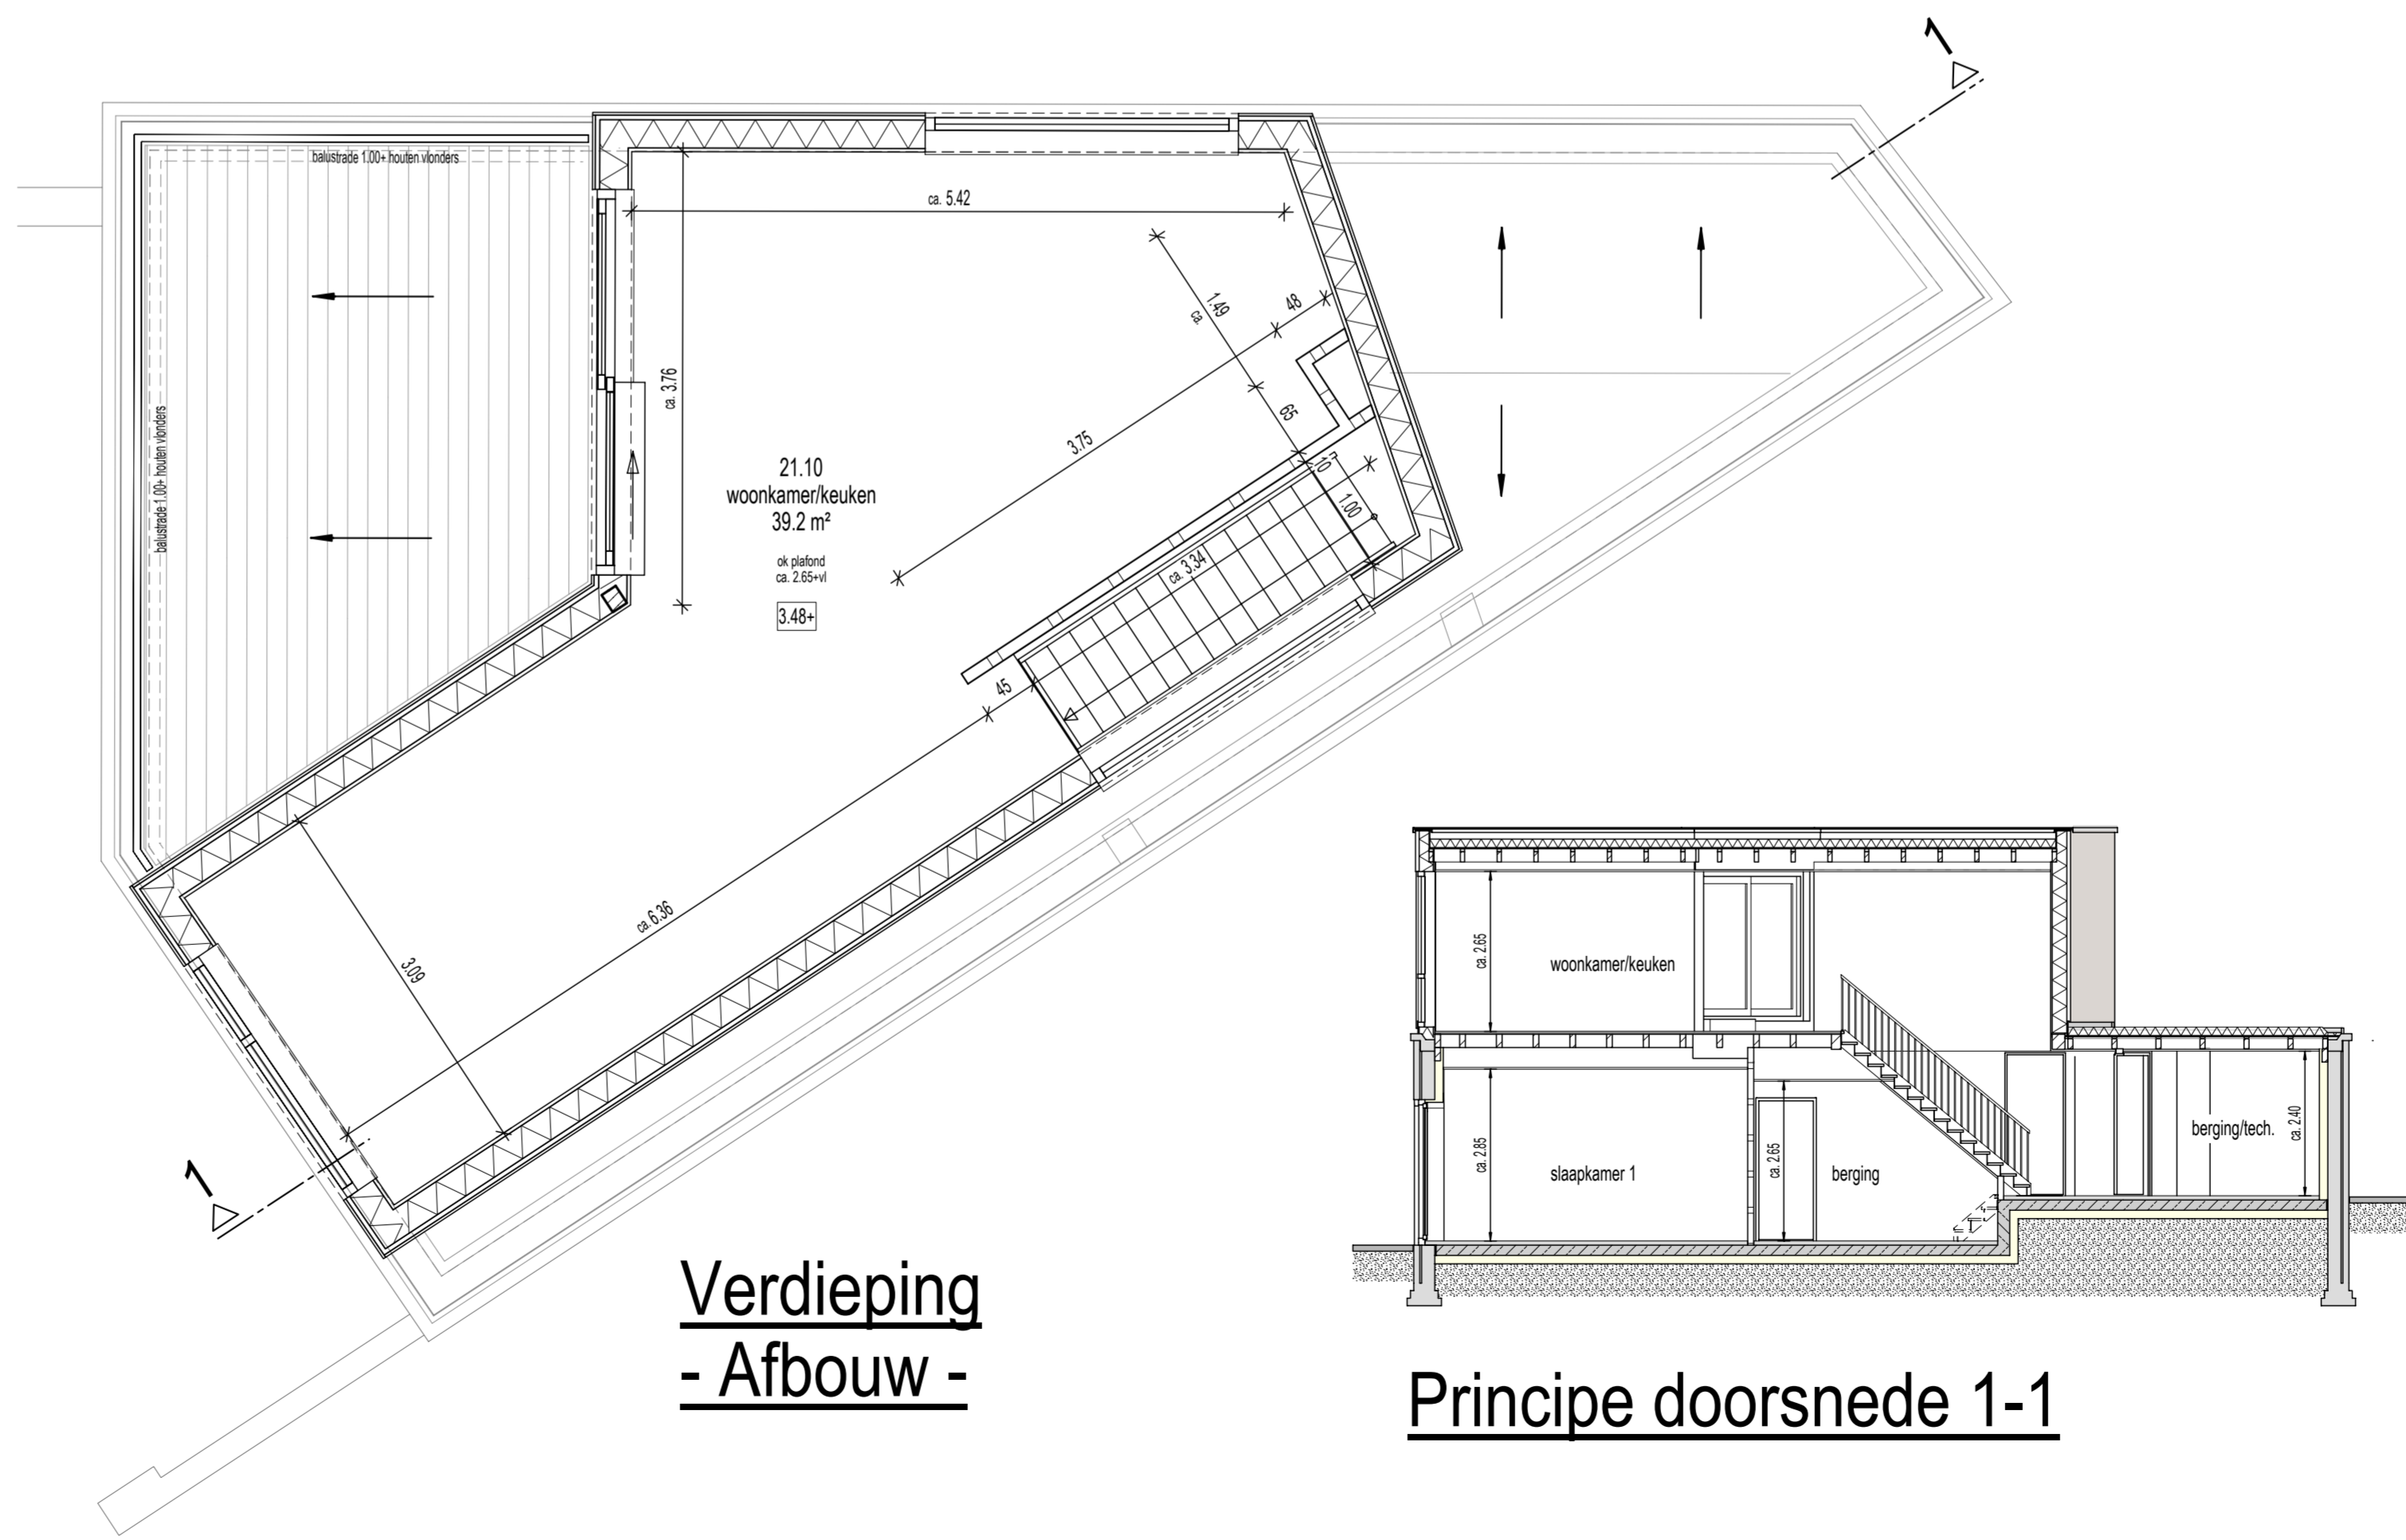 1
balustrade 1.00+ houten vlonders
ca. 5.42
1.49
ca.
48
ca. 3.76
65
balustrade 1.00+ houten vlonders
3.75
10
1.00
21.10
woonkamer/keuken
39.2 m²
ok plafond
ca. 2.65+vl
3.48+
ca. 3.34
45
ca. 6.36
3.09
1
Verdieping
- Afbouw -
ca. 2.65
woonkamer/keuken
ca. 2.85
slaapkamer 1
ca. 2.65
berging
berging/tech.
ca. 2.40
Principe doorsnede 1-1